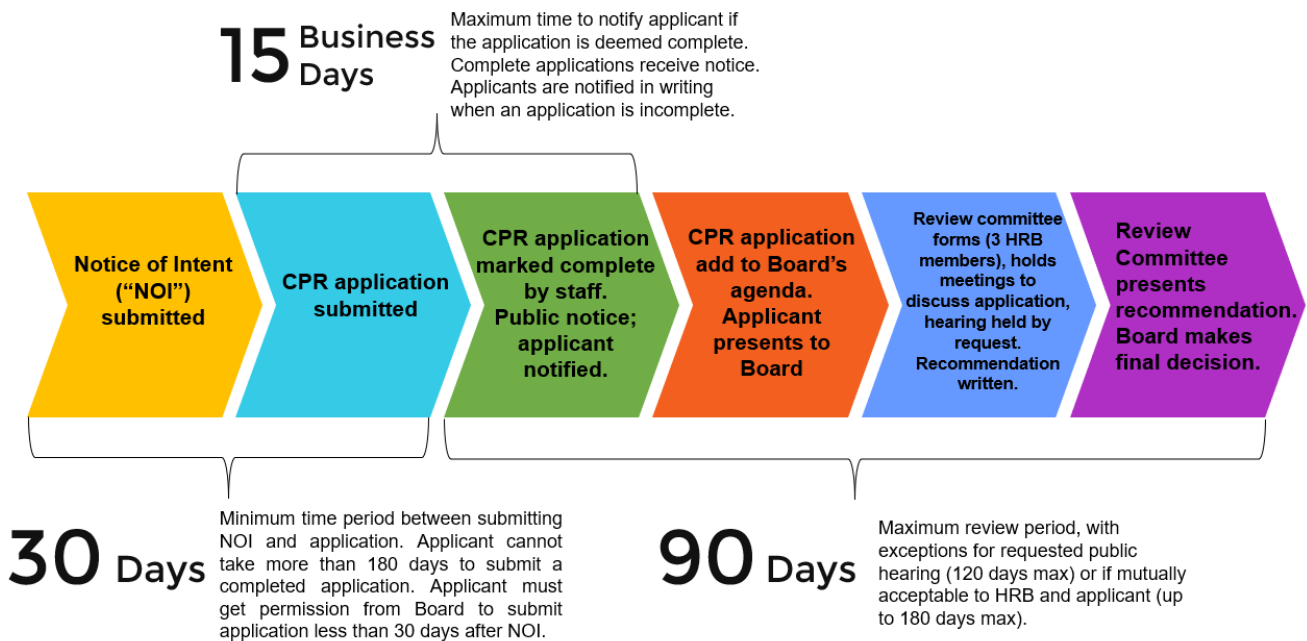 15 Business
Days
Maximum time to notify applicant if
the application is deemed complete.
Complete applications receive notice.
Applicants are notified in writing
when an application is incomplete.
Notice of Intent
(“NOI”)
submitted
CPR application
submitted
CPR application
marked complete
by staff.
Public notice;
applicant
notified.
CPR application
add to Board’s
agenda.
Applicant
presents to
Board
Review committee
forms (3 HRB
members), holds
meetings to
discuss application,
hearing held by
request.
Recommendation
written.
Review
Committee
presents
recommendation.
Board makes
final decision.
30 Days
Minimum time period between submitting
NOI and application. Applicant cannot
take more than 180 days to submit a
completed application. Applicant must
get permission from Board to submit
application less than 30 days after NOI.
90 Days
Maximum review period, with
exceptions for requested public
hearing (120 days max) or if mutually
acceptable to HRB and applicant (up
to 180 days max).